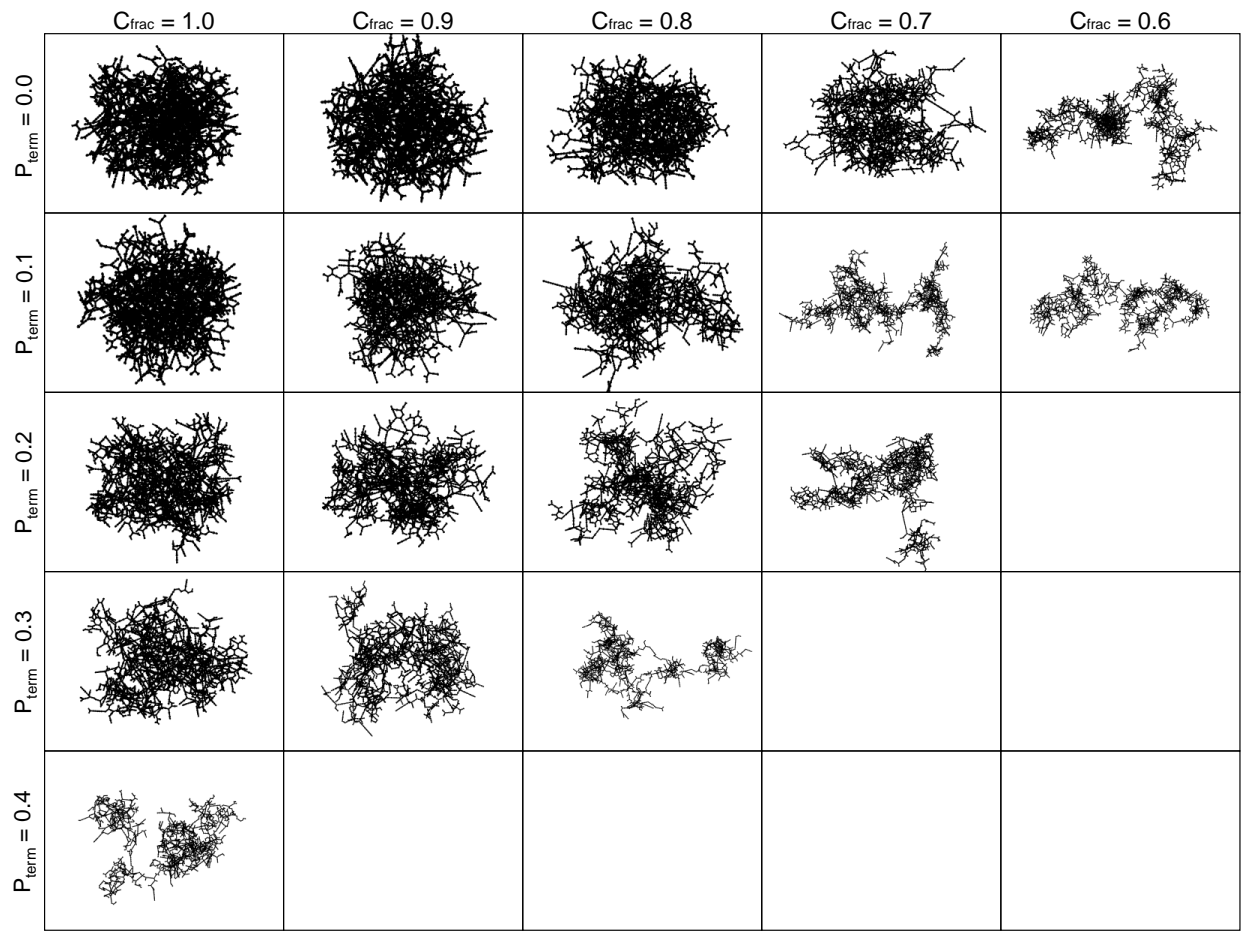 Cfrac = 1.0 Cfrac = 0.9 Cfrac = 0.8 Cfrac = 0.7 Cfrac = 0.6
Pterm = 0.0
Pterm = 0.1
Pterm = 0.2
Pterm = 0.3
Pterm = 0.4